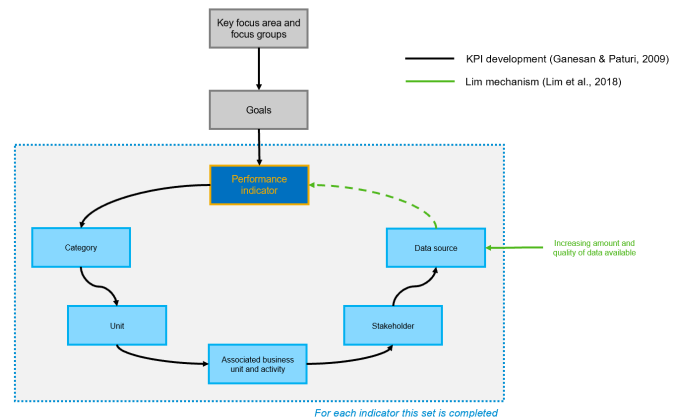 Key focus area and
focus groups
KPI development (Ganesan & Paturi, 2009)
Lim mechanism (Lim et al., 2018)
Goals
Performance
indicator
Category
Data source
Increasing amount and
quality of data available
Unit
Stakeholder
Associated business
unit and activity
For each indicator this set is completed